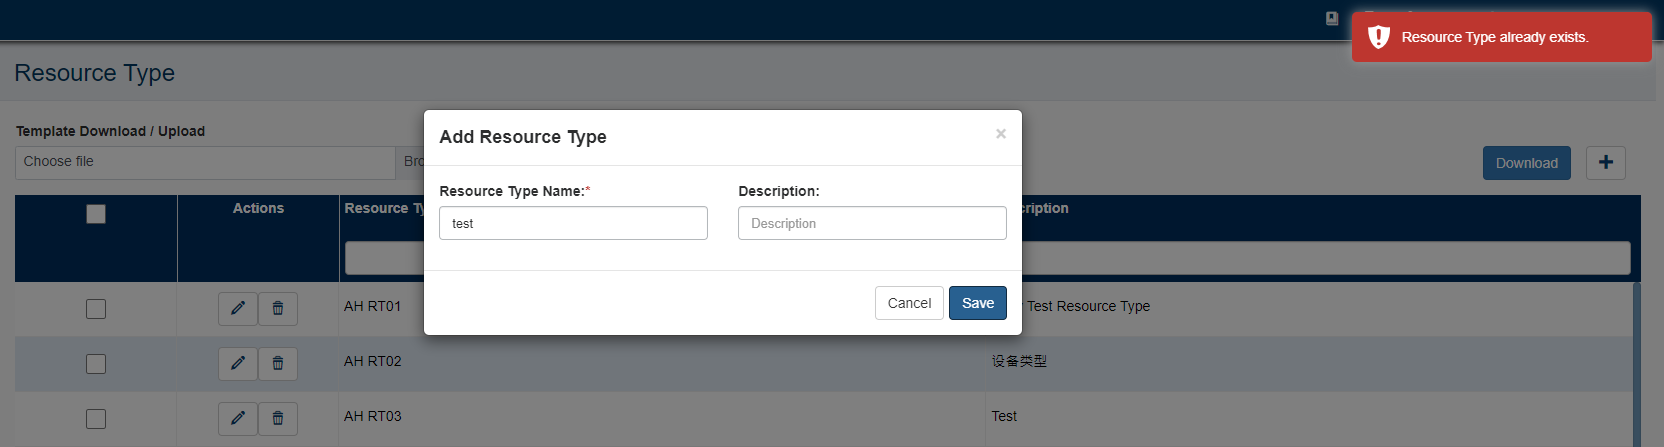 Resource Type already exists.
Resource Type
Template Download / Upload
Choose file
Bro
Download
Add Resource Type
×
Resource Type Name:*
Description:
test
Description
Cancel
Save
Actions
Resource Ty
cription
AH RT01
Test Resource Type
AH RT02
设备类型
AH RT03
Test